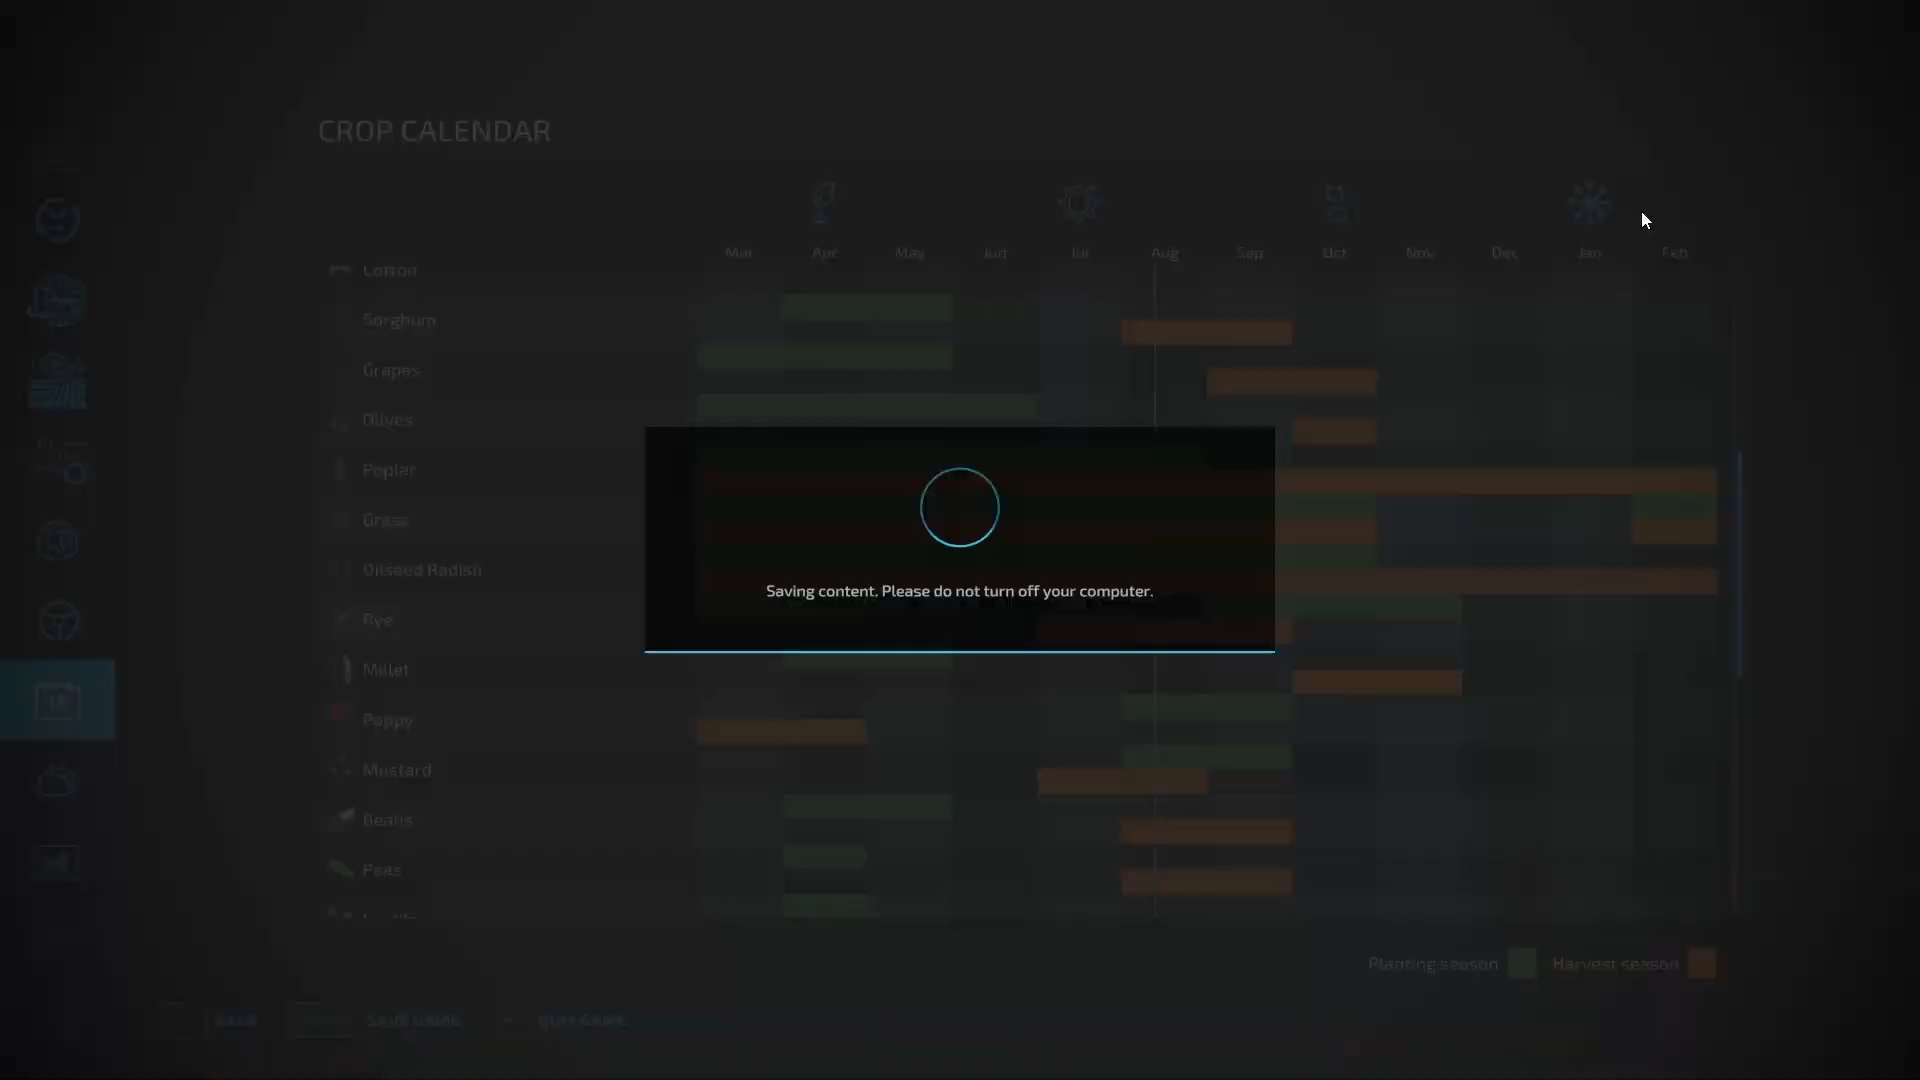 CROP CALENDAR
Mar Apr May Jun Jul Aug Sep Oct Nov Dec Jan Feb
Cotton
Sorghum
Grapes
Olives
Poplar
Grass
Oilseed Radish
Rye
Millet
Poppy
Mustard
Beans
Peas
Saving content. Please do not turn off your computer.
Planting season Harvest season
BACK SAVE GAME QUIT GAME